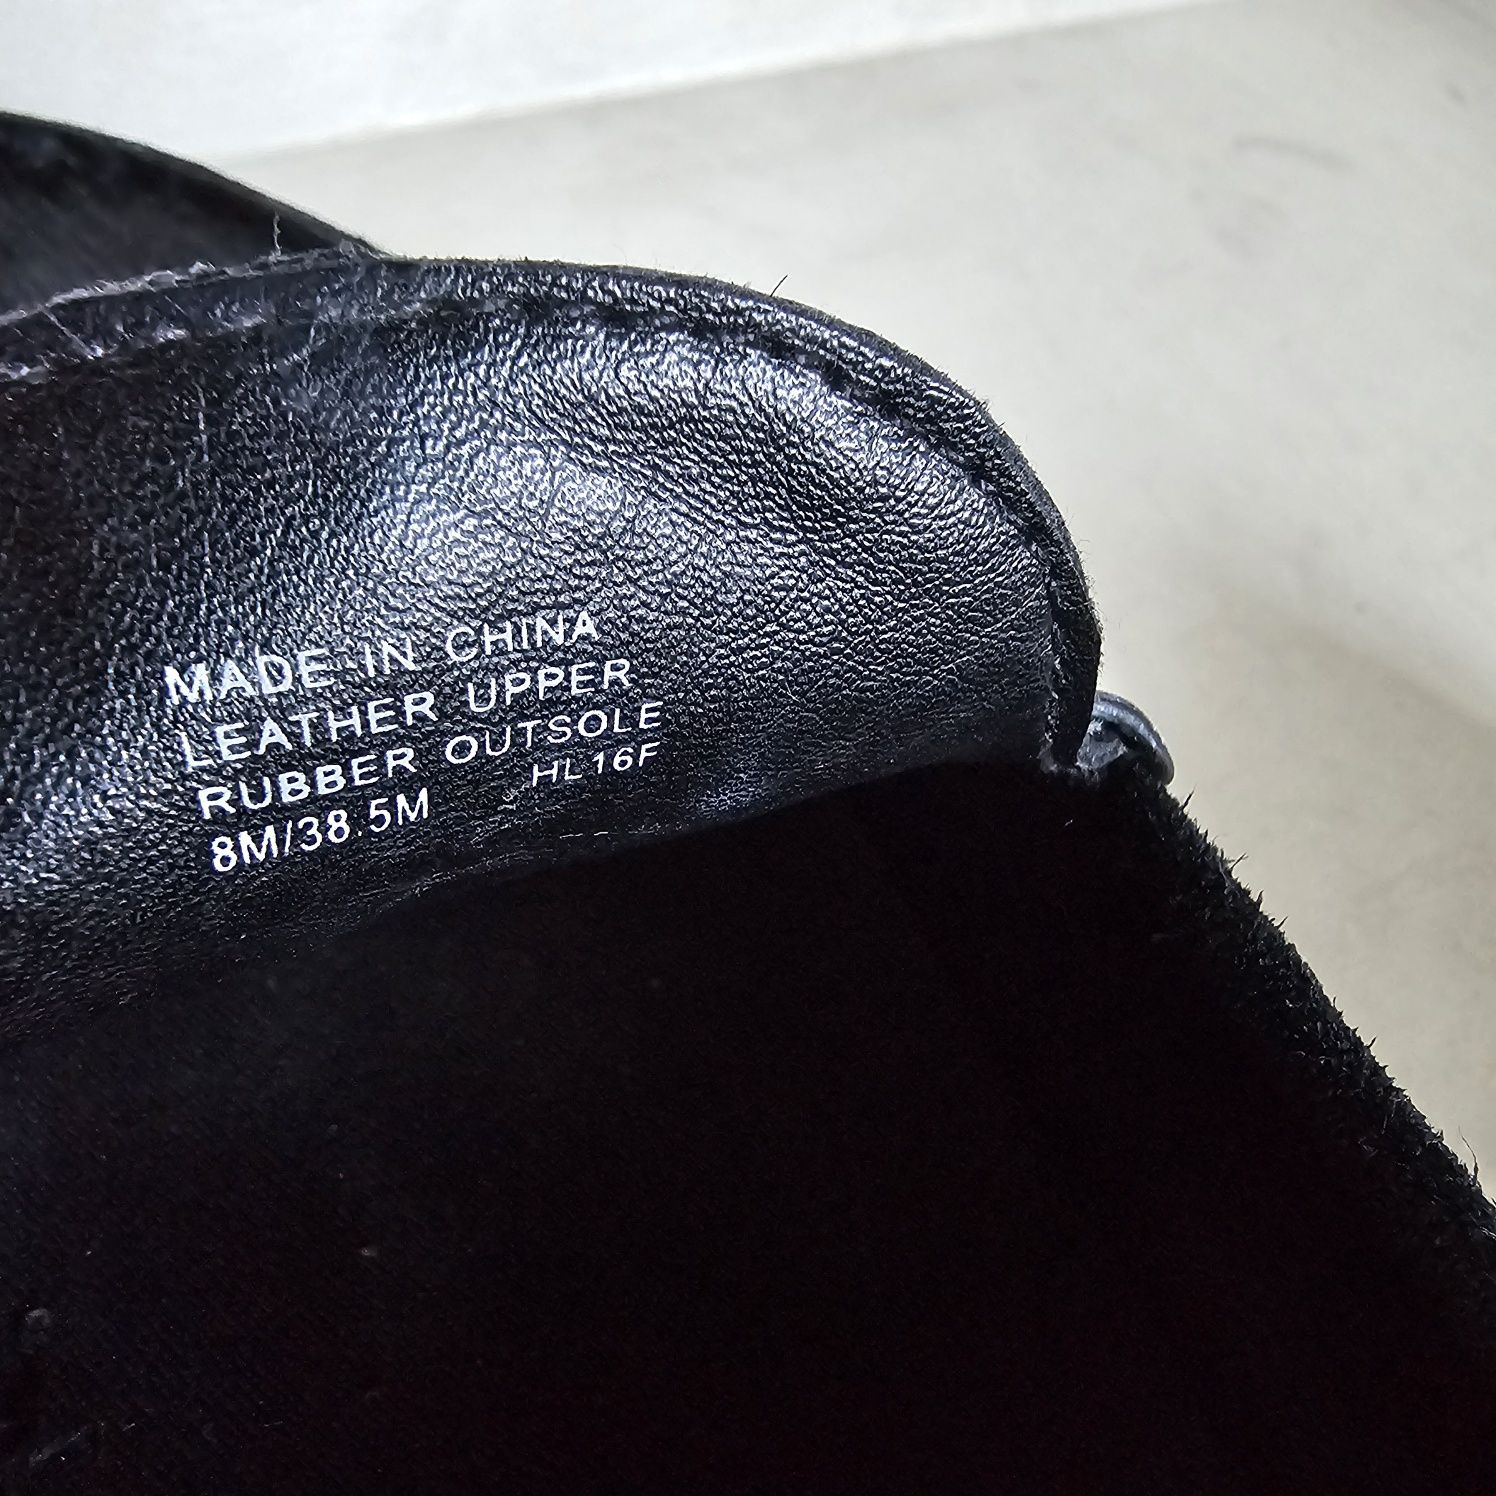 MADE IN CHINA
LEATHER UPPER
RUBBER OUTSOLE
8M/38.5M
HL16F